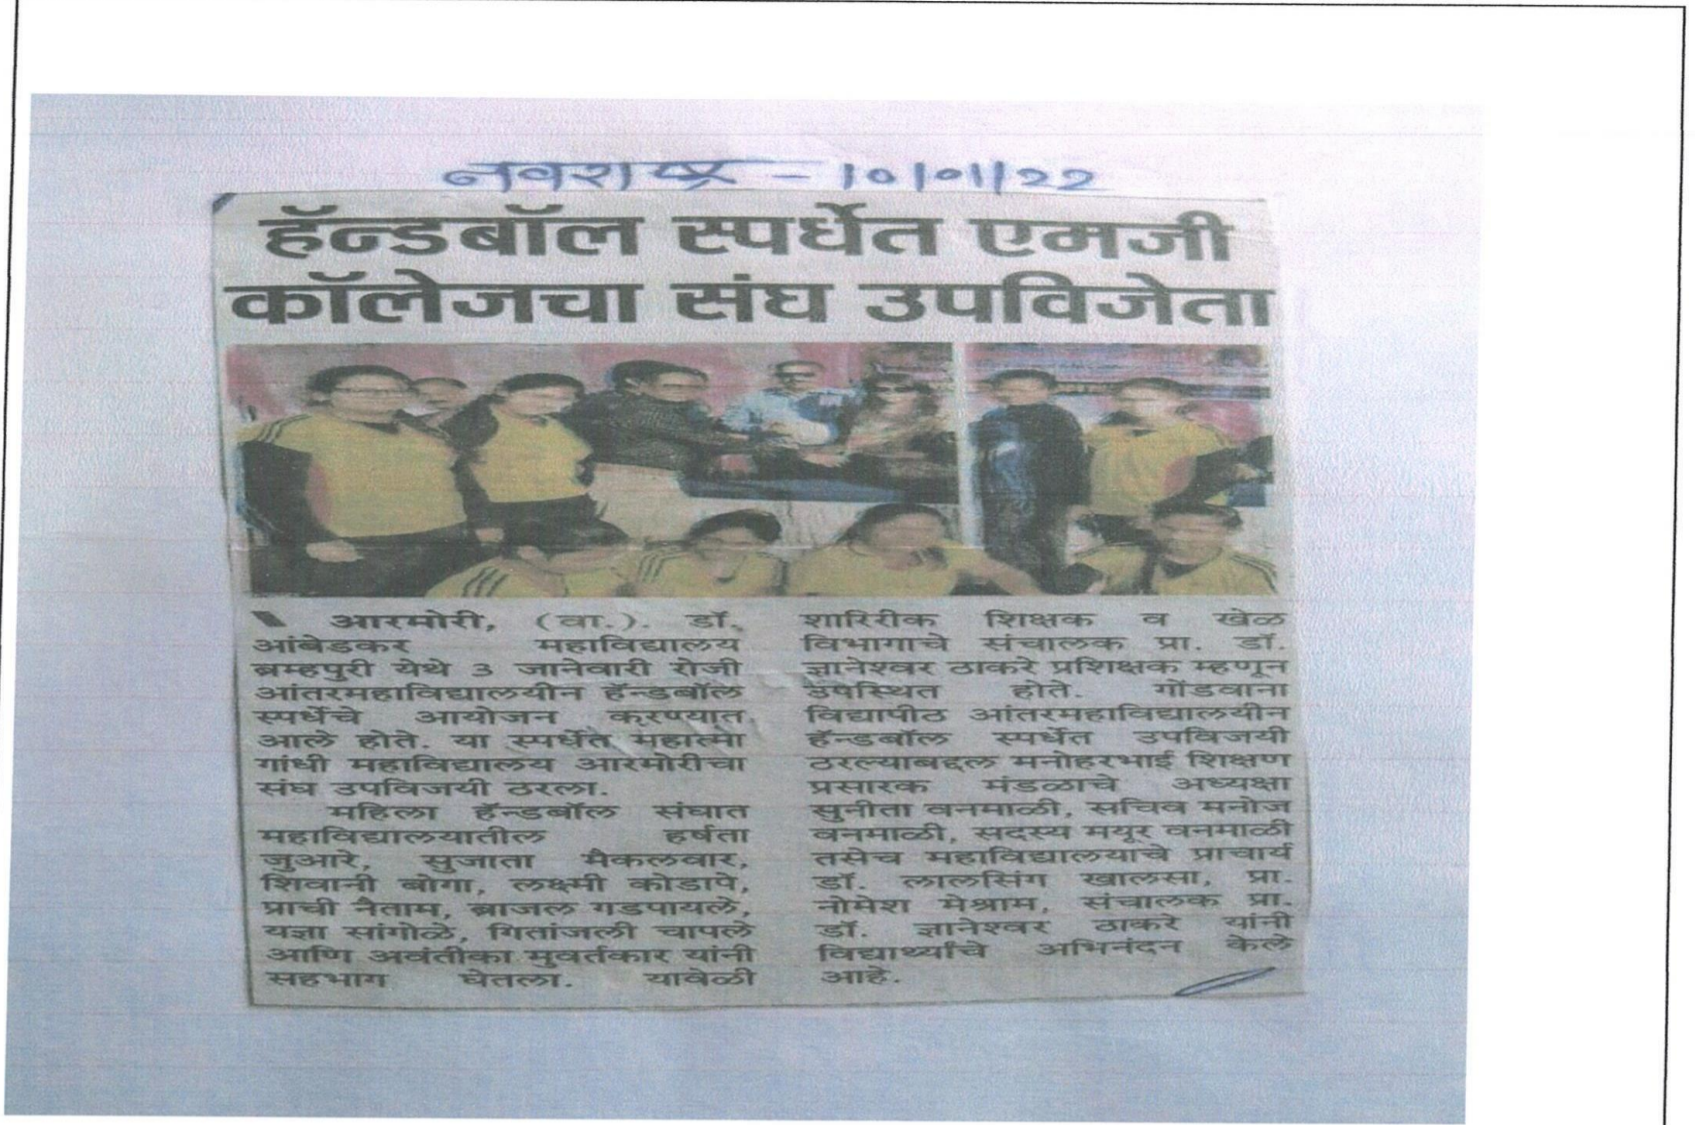 नवराष्ट्र - 10/01/22
हॅन्डबॉल स्पर्धेत एमजी
कॉलेजचा संघ उपविजेता
आरमोरी, (वा.). डॉ.
आंबेडकर महाविद्यालय
ब्रम्हपुरी येथे 3 जानेवारी रोजी
आंतरमहाविद्यालयीन हॅन्डबॉल
स्पर्धेचे आयोजन करण्यात
आले होते. या स्पर्धेत महात्मा
गांधी महाविद्यालय आरमोरीचा
संघ उपविजयी ठरला.
महिला हॅन्डबॉल संघात
महाविद्यालयातील हर्षता
जुआरे, सुजाता मैकलवार,
शिवानी बोगा, लक्ष्मी कोडापे,
प्राची नैताम, ब्राजल गडपायले,
यज्ञा सांगोळे, गितांजली चापले
आणि अवंतीका मुवर्तकार यांनी
सहभाग घेतला. यावेळी
शारिरीक शिक्षक व खेळ
विभागाचे संचालक प्रा. डॉ.
ज्ञानेश्वर ठाकरे प्रशिक्षक म्हणून
उपस्थित होते. गोंडवाना
विद्यापीठ आंतरमहाविद्यालयीन
हॅन्डबॉल स्पर्धेत उपविजयी
ठरल्याबद्दल मनोहरभाई शिक्षण
प्रसारक मंडळाचे अध्यक्षा
सुनीता वनमाळी, सचिव मनोज
वनमाळी, सदस्य मयूर वनमाळी
तसेच महाविद्यालयाचे प्राचार्य
डॉ. लालसिंग खालसा, प्रा.
नोमेश मेश्राम, संचालक प्रा.
डॉ. ज्ञानेश्वर ठाकरे यांनी
विद्यार्थ्यांचे अभिनंदन केले
आहे.